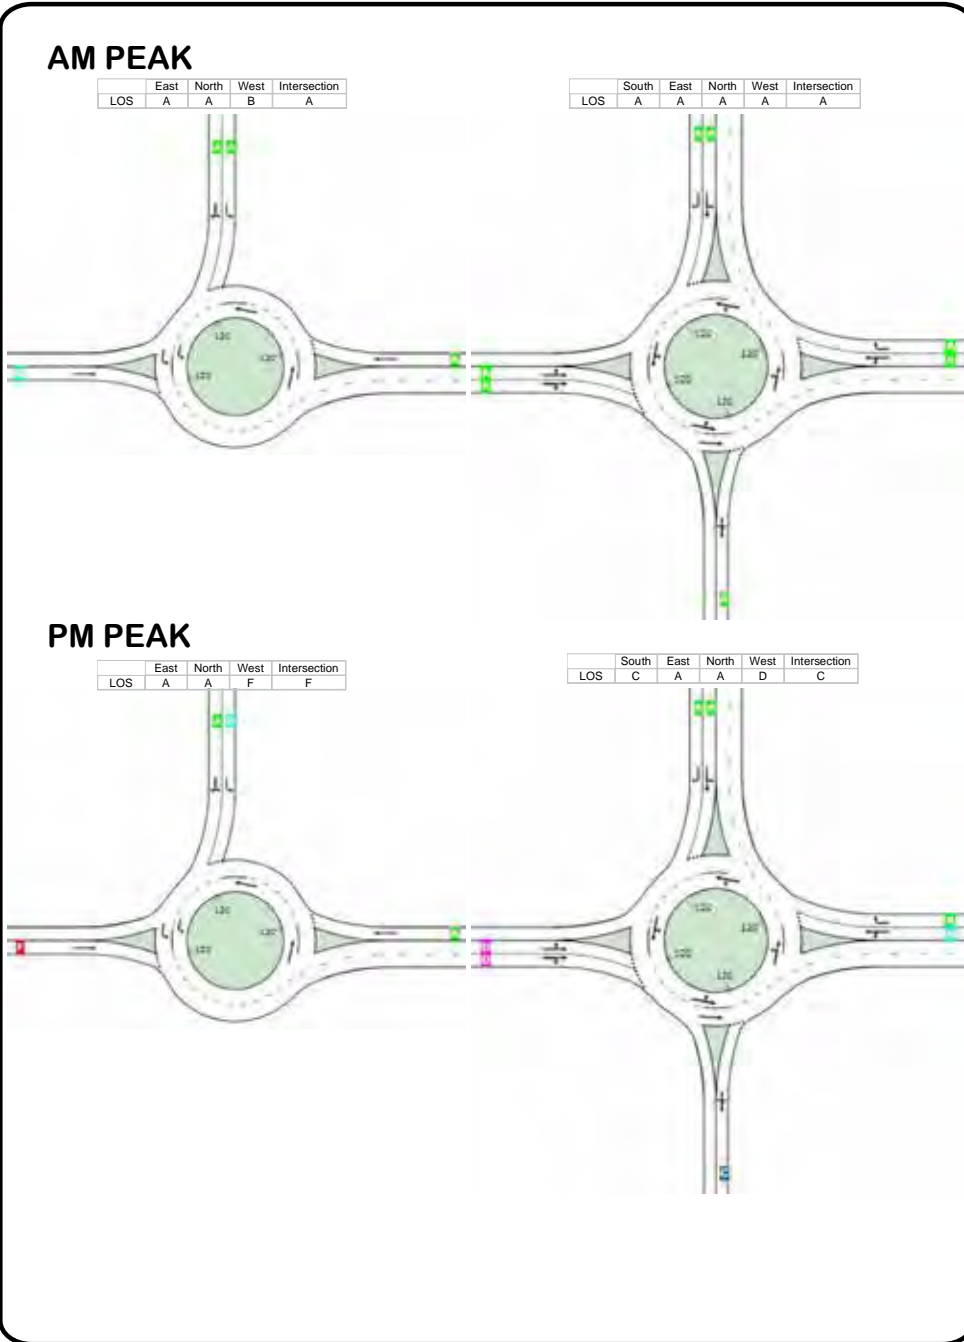 AM PEAK
East North West Intersection
LOS A A B A
South East North West Intersection
LOS A A A A A
PM PEAK
East North West Intersection
LOS A A F F
South East North West Intersection
LOS C A A D C